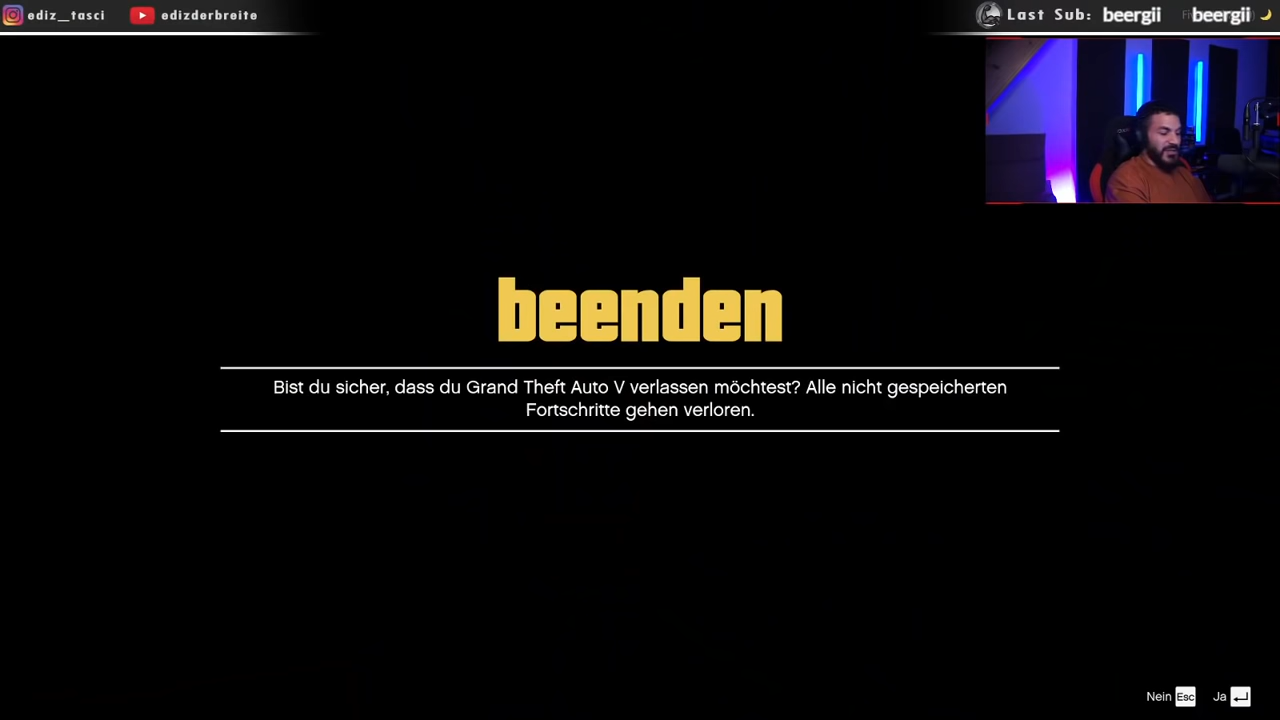 ediz__tasci
edizderbreite
Last Sub: beergii
beergii
beenden
Bist du sicher, dass du Grand Theft Auto V verlassen möchtest? Alle nicht gespeicherten
Fortschritte gehen verloren.
Nein Esc Ja